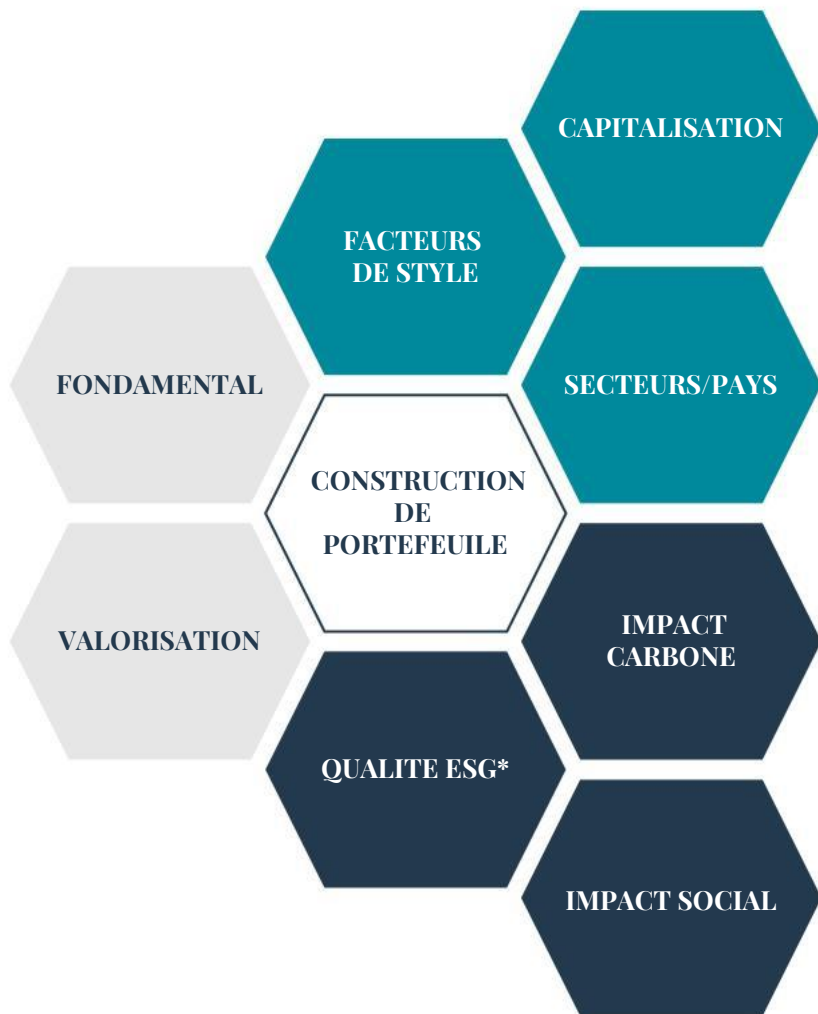 CAPITALISATION
FACTEURS
DE STYLE
FONDAMENTAL
SECTEURS/PAYS
CONSTRUCTION
DE
PORTEFEUILE
VALORISATION
IMPACT
CARBONE
QUALITE ESG*
IMPACT SOCIAL